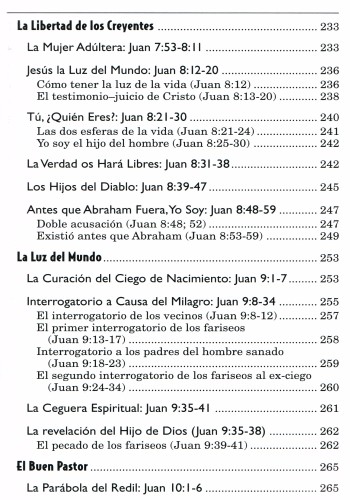 La Libertad de los Creyentes ........................................ 233
La Mujer Adúltera: Juan 7:53-8:11 ........................... 233
Jesús la Luz del Mundo: Juan 8:12-20 ....................... 236
Cómo tener la luz de la vida (Juan 8:12) ................ 236
El testimonio–juicio de Cristo (Juan 8:13-20) ......... 238
Tú, ¿Quién Eres?: Juan 8:21-30 ................................ 240
Las dos esferas de la vida (Juan 8:21-24) ............... 241
Yo soy el hijo del hombre (Juan 8:25-30) ............... 242
La Verdad os Hará Libres: Juan 8:31-38 ..................... 242
Los Hijos del Diablo: Juan 8:39-47 ........................... 245
Antes que Abraham Fuera, Yo Soy: Juan 8:48-59 ............ 247
Doble acusación (Juan 8:48; 52) ............................ 247
Existió antes que Abraham (Juan 8:53-59) .............. 249
La Luz del Mundo ................................................... 253
La Curación del Ciego de Nacimiento: Juan 9:1-7 ........... 253
Interrogatorio a Causa del Milagro: Juan 9:8-34 ............ 255
El interrogatorio de los vecinos (Juan 9:8-12) ......... 257
El primer interrogatorio de los fariseos
(Juan 9:13-17) ................................................ 258
Interrogatorio a los padres del hombre sanado
(Juan 9:18-23) ................................................ 259
El segundo interrogatorio de los fariseos al ex-ciego
(Juan 9:24-34) ................................................ 260
La Ceguera Espiritual: Juan 9:35-41 .......................... 261
La revelación del Hijo de Dios (Juan 9:35-38) .............. 262
El pecado de los fariseos (Juan 9:39-41) ................ 262
El Buen Pastor ....................................................... 265
La Parábola del Redil: Juan 10:1-6 ............................ 265